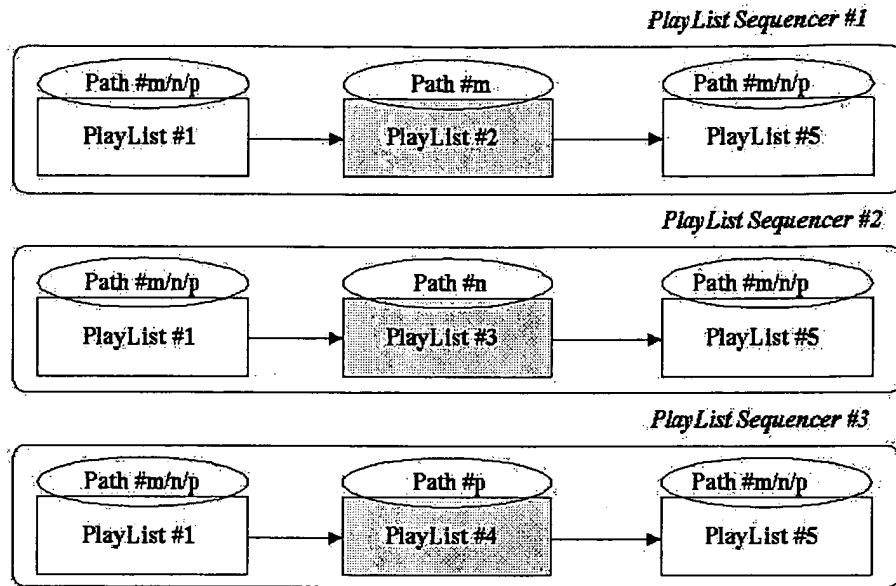 PlayList Sequencer #1
Path #m/n/p
Path #m
Path #m/n/p
PlayList #1
PlayList #2
PlayList #5
PlayList Sequencer #2
Path #m/n/p
Path #n
Path #m/n/p
PlayList #1
PlayList #3
PlayList #5
PlayList Sequencer #3
Path #m/n/p
Path #p
Path #m/n/p
PlayList #1
PlayList #4
PlayList #5